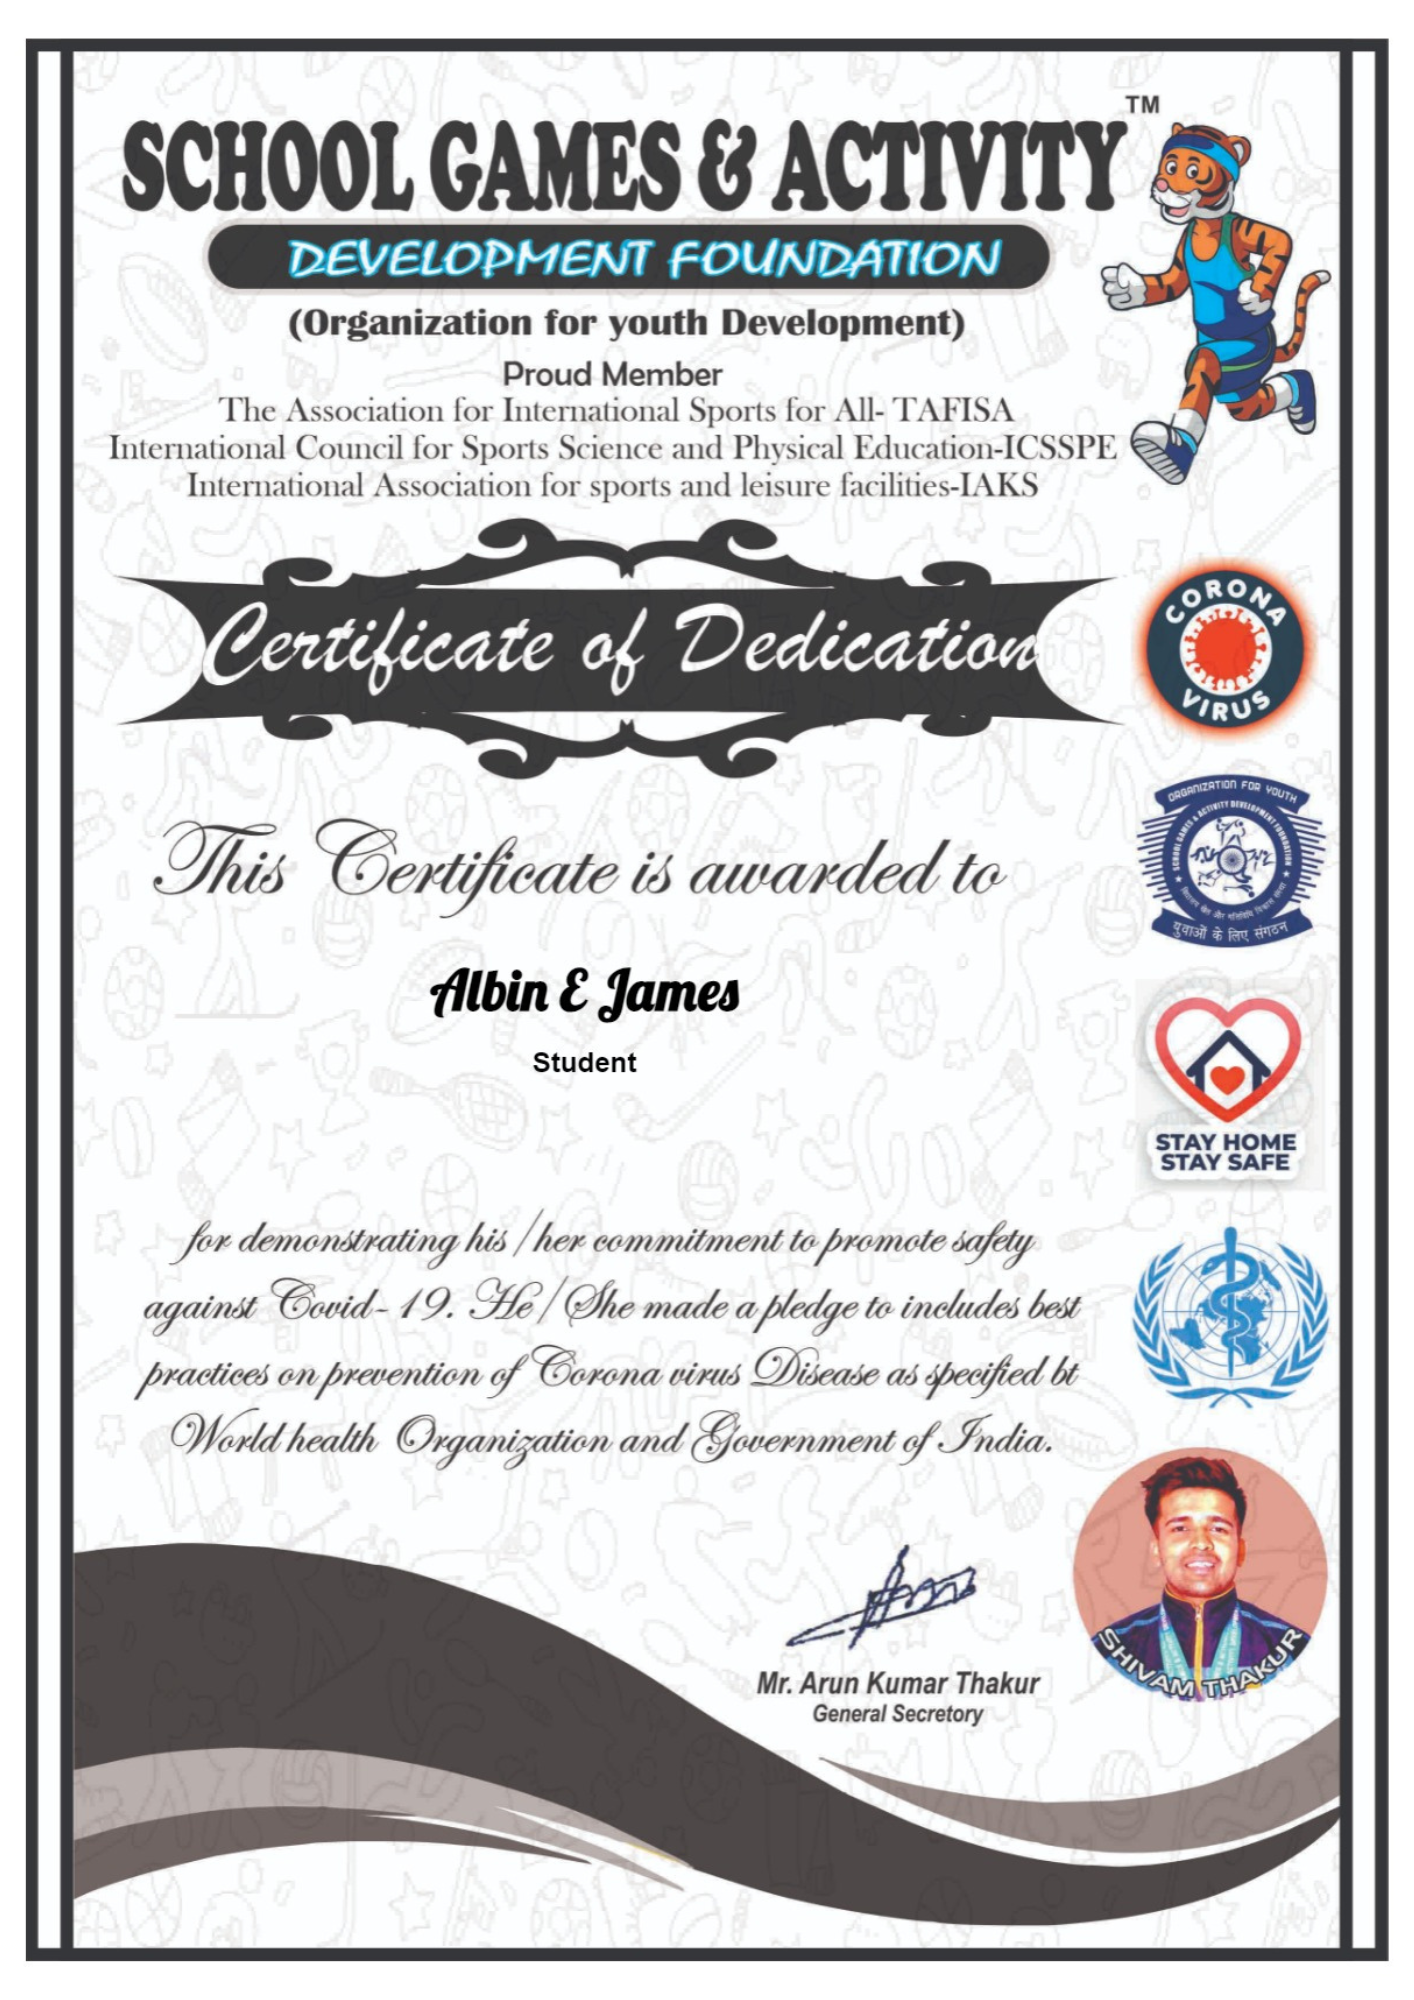 TM
SCHOOL GAMES & ACTIVITY
DEVELOPMENT FOUNDATION
(Organization for youth Development)
Proud Member
The Association for International Sports for All- TAFISA
International Council for Sports Science and Physical Education-ICSSPE
International Association for sports and leisure facilities-IAKS
Certificate of Dedication
CORONA
VIRUS
ORGANIZATION FOR YOUTH
SCHOOL GAMES & ACTIVITY DEVELOPMENT FOUNDATION
युवाओं के लिए संगठन
This Certificate is awarded to
Albin E James
Student
STAY HOME
STAY SAFE
for demonstrating his / her commitment to promote safety
against Covid- 19. He / She made a pledge to includes best
practices on prevention of Corona virus Disease as specified bt
World health Organization and Government of India.
Mr. Arun Kumar Thakur
General Secretory
SHIVAM THAKUR